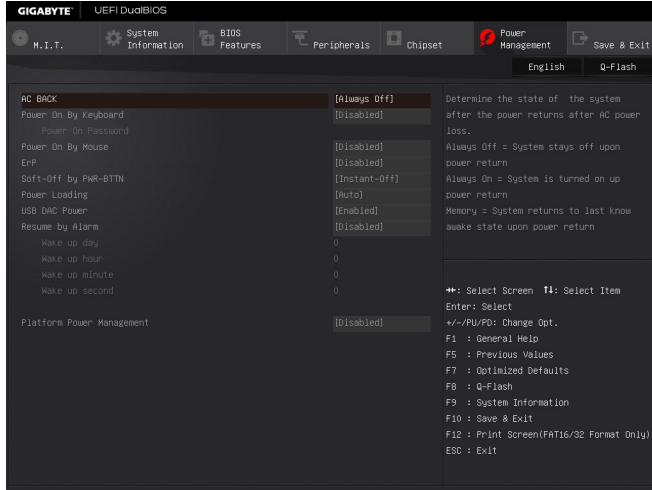 GIGABYTE™ UEFI DualBIOS
M.I.T. System Information BIOS Features Peripherals Chipset Power Management Save & Exit
English Q-Flash
AC BACK [Always Off]
Power On By Keyboard [Disabled]
Power On Password
Power On By Mouse [Disabled]
ErP [Disabled]
Soft-Off by PWR-BTTN [Instant-Off]
Power Loading [Auto]
USB DAC Power [Enabled]
Resume by Alarm [Disabled]
Wake up day 0
Wake up hour 0
Wake up minute 0
Wake up second 0
Platform Power Management [Disabled]
Determine the state of the system
after the power returns after AC power
loss.
Always Off = System stays off upon
power return
Always On = System is turned on up
power return
Memory = System returns to last know
awake state upon power return
→←: Select Screen ↑↓: Select Item
Enter: Select
+/-/PU/PD: Change Opt.
F1 : General Help
F5 : Previous Values
F7 : Optimized Defaults
F8 : Q-Flash
F9 : System Information
F10 : Save & Exit
F12 : Print Screen(FAT16/32 Format Only)
ESC : Exit